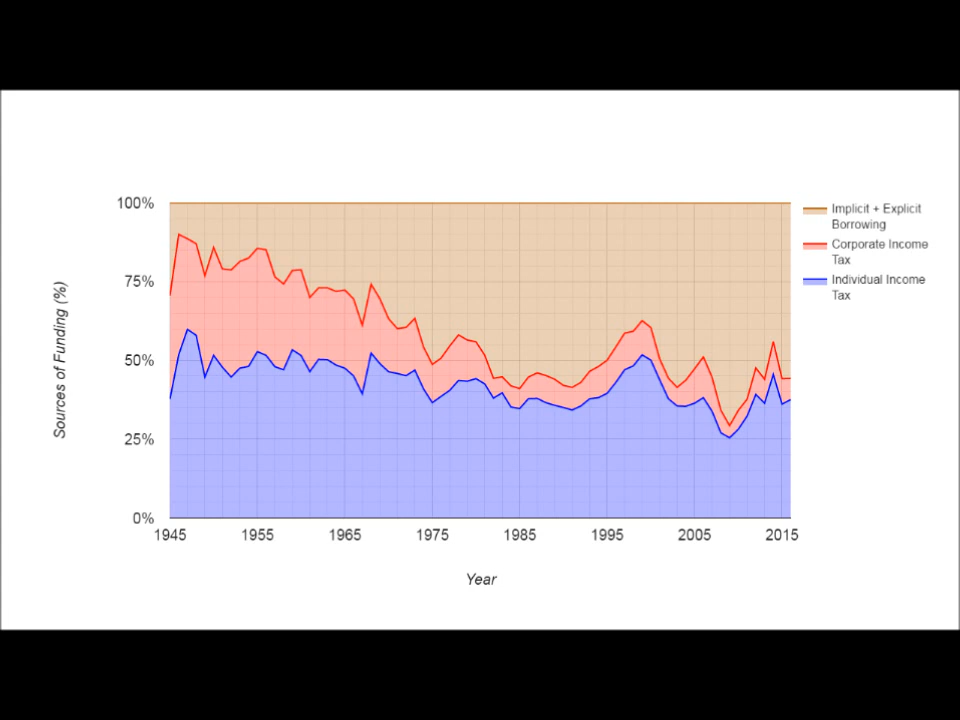 100%
75%
50%
25%
0%
Sources of Funding (%)
1945 1955 1965 1975 1985 1995 2005 2015
Year
Implicit + Explicit
Borrowing
Corporate Income
Tax
Individual Income
Tax